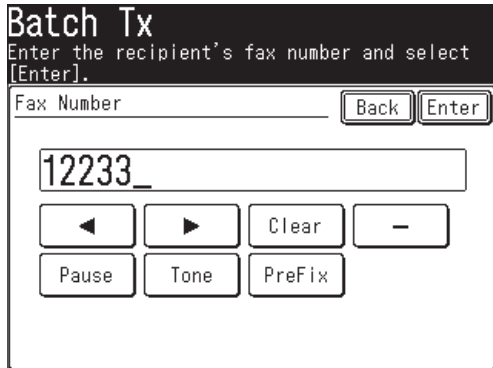 Batch Tx
Enter the recipient's fax number and select
[Enter].
Fax Number Back Enter
12233_
◄ ► Clear –
Pause Tone PreFix